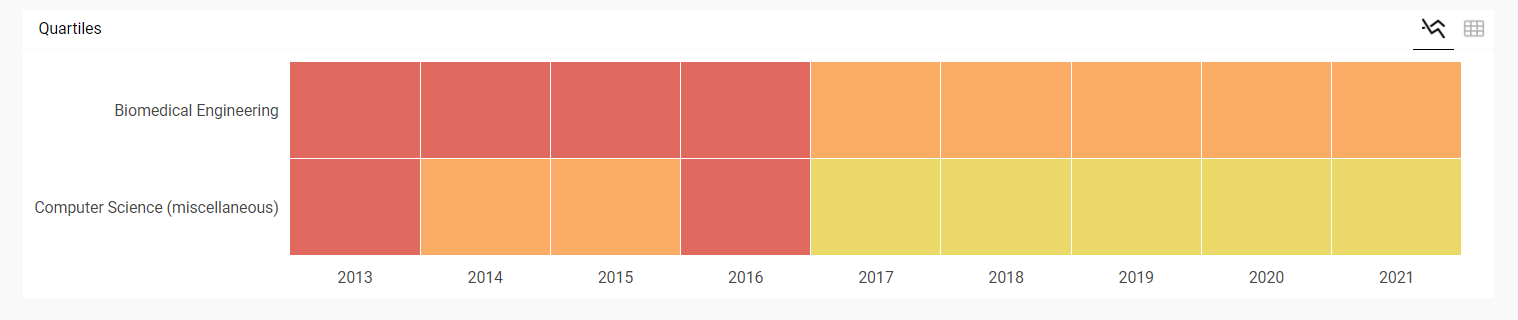 Quartiles
Biomedical Engineering
Computer Science (miscellaneous)
2013 2014 2015 2016 2017 2018 2019 2020 2021